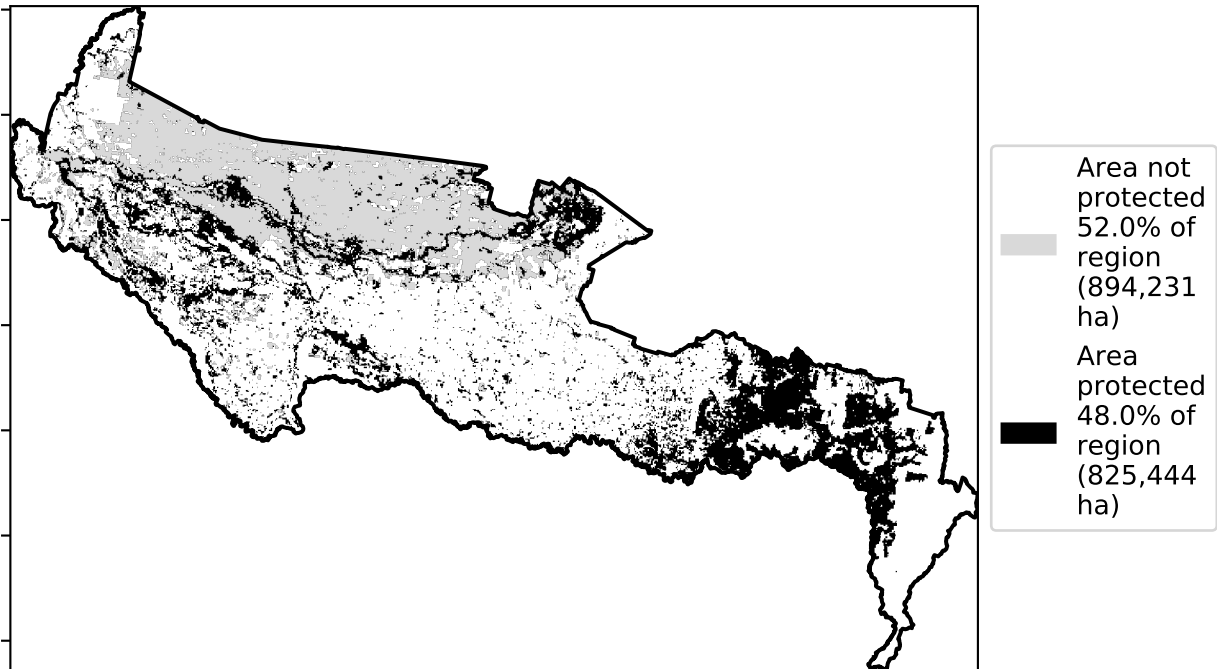 Area not
protected
52.0% of
region
(894,231
ha)
Area
protected
48.0% of
region
(825,444
ha)